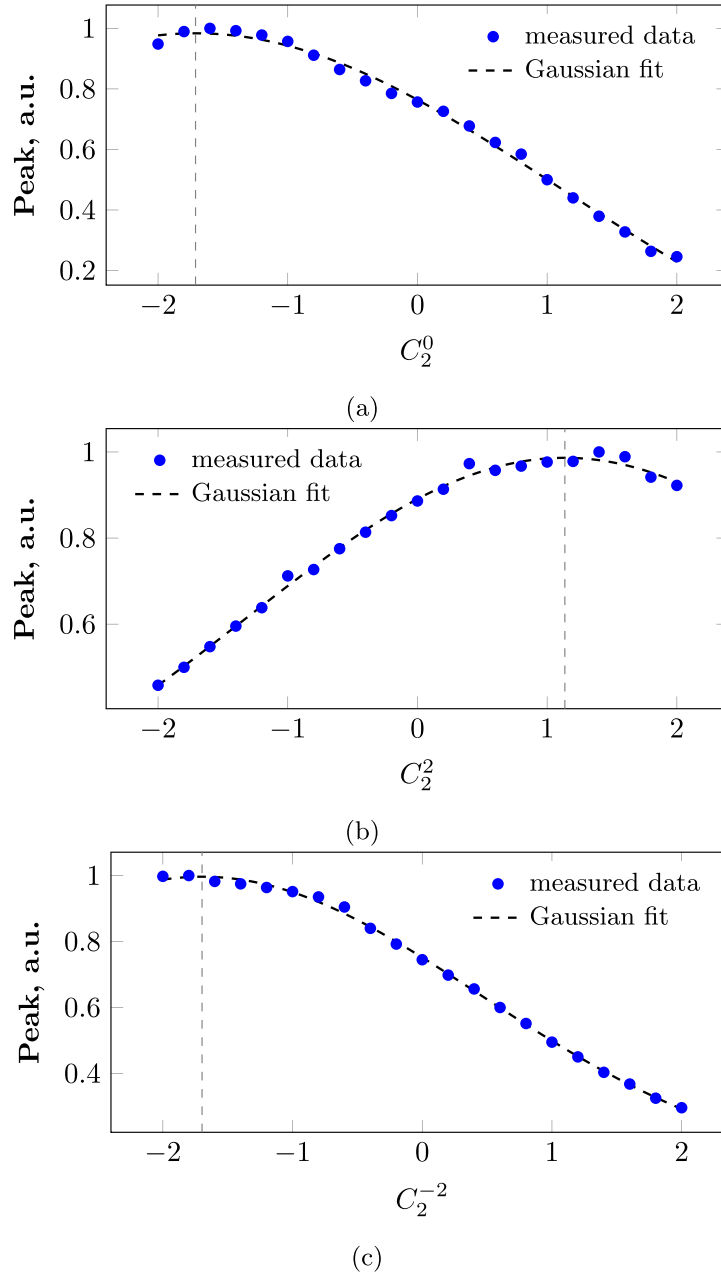 Peak, a.u.
1
0.8
0.6
0.4
0.2
measured data
Gaussian fit
−2 −1 0 1 2
$C_2^0$
(a)
Peak, a.u.
1
0.8
0.6
measured data
Gaussian fit
−2 −1 0 1 2
$C_2^2$
(b)
Peak, a.u.
1
0.8
0.6
0.4
measured data
Gaussian fit
−2 −1 0 1 2
$C_2^{-2}$
(c)